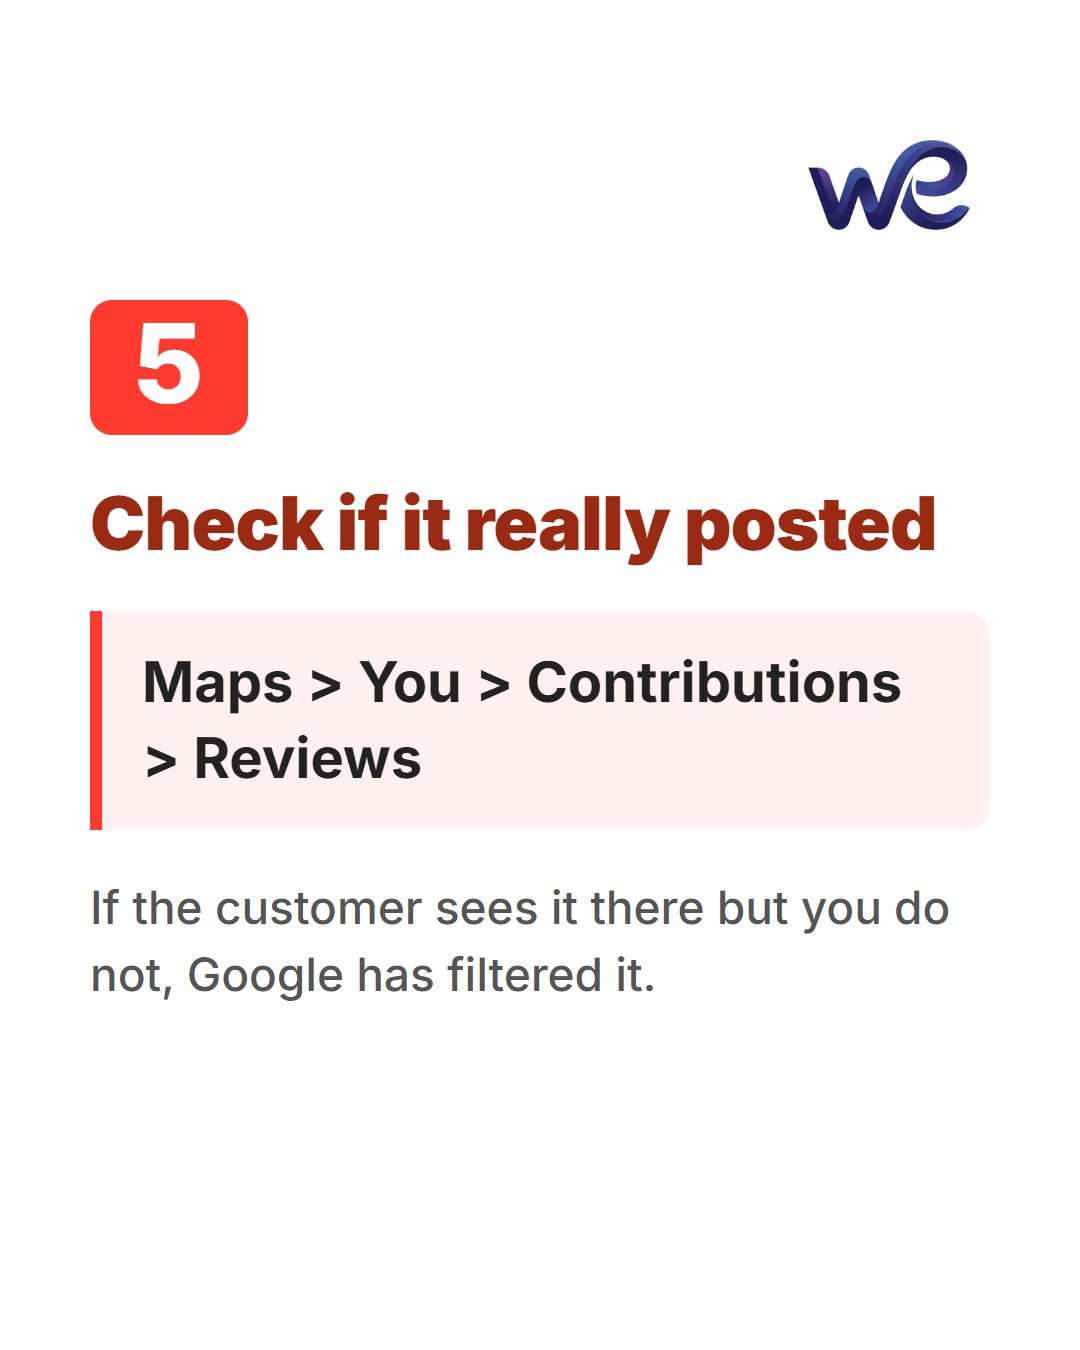 we
5
Check if it really posted
Maps > You > Contributions
> Reviews
If the customer sees it there but you do
not, Google has filtered it.